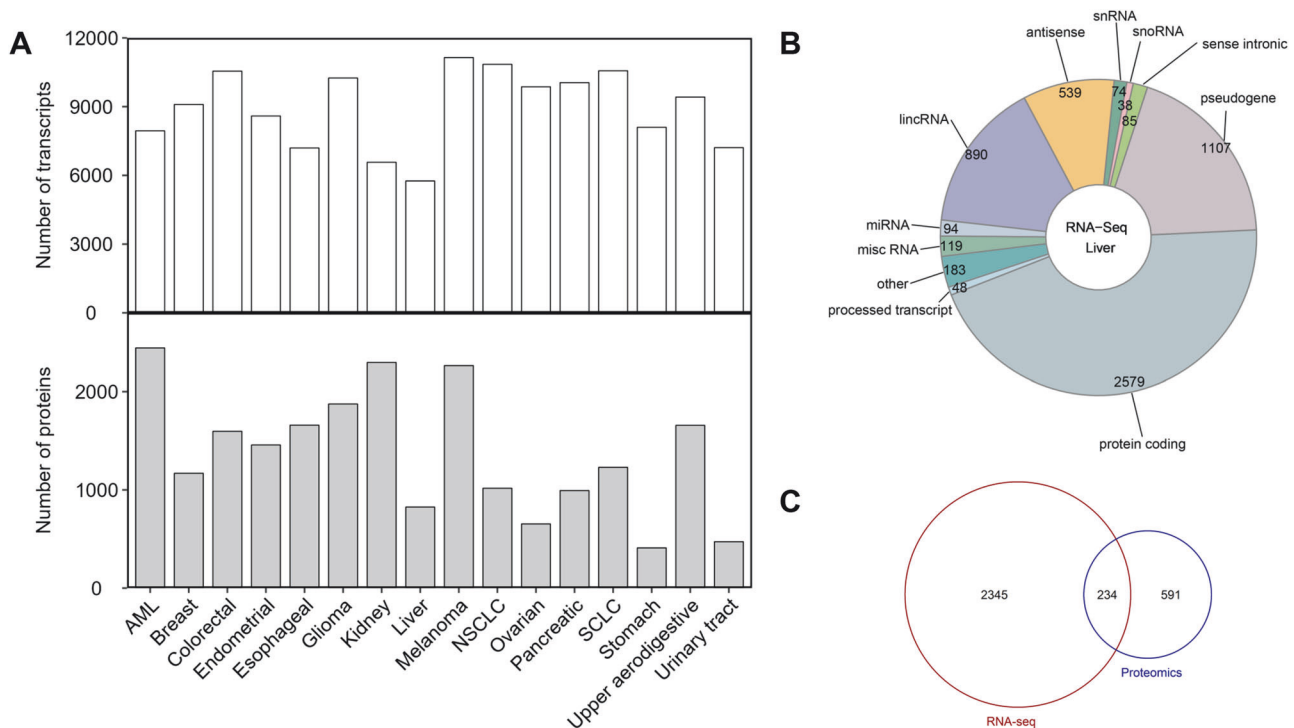 A
Number of transcripts
12000
9000
6000
3000
0
Number of proteins
2000
1000
0
AML
Breast
Colorectal
Endometrial
Esophageal
Glioma
Kidney
Liver
Melanoma
NSCLC
Ovarian
Pancreatic
SCLC
Stomach
Upper aerodigestive
Urinary tract
B
snRNA
antisense
snoRNA
sense intronic
pseudogene
lincRNA
miRNA
misc RNA
other
processed transcript
protein coding
539
74
38
85
1107
890
94
119
183
48
2579
RNA-Seq
Liver
C
2345
234
591
Proteomics
RNA-seq